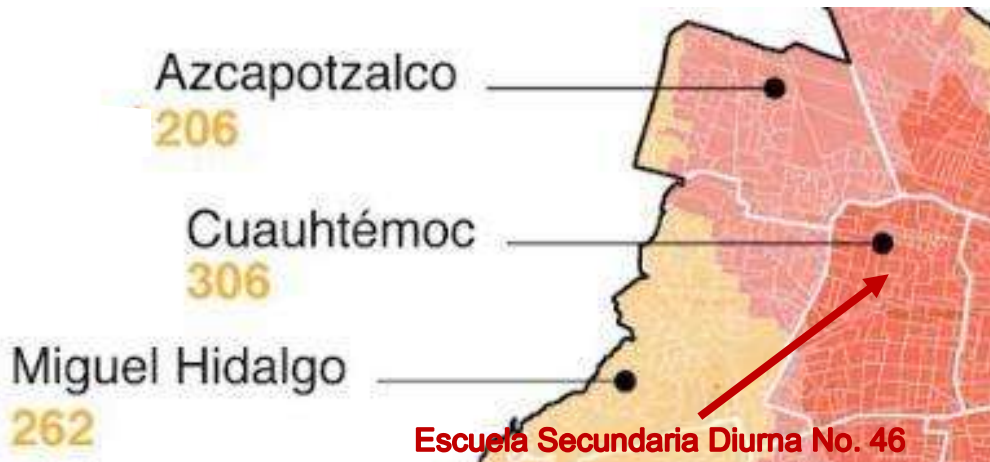 Azcapotzalco
206
Cuauhtémoc
306
Miguel Hidalgo
262
Escuela Secundaria Diurna No. 46